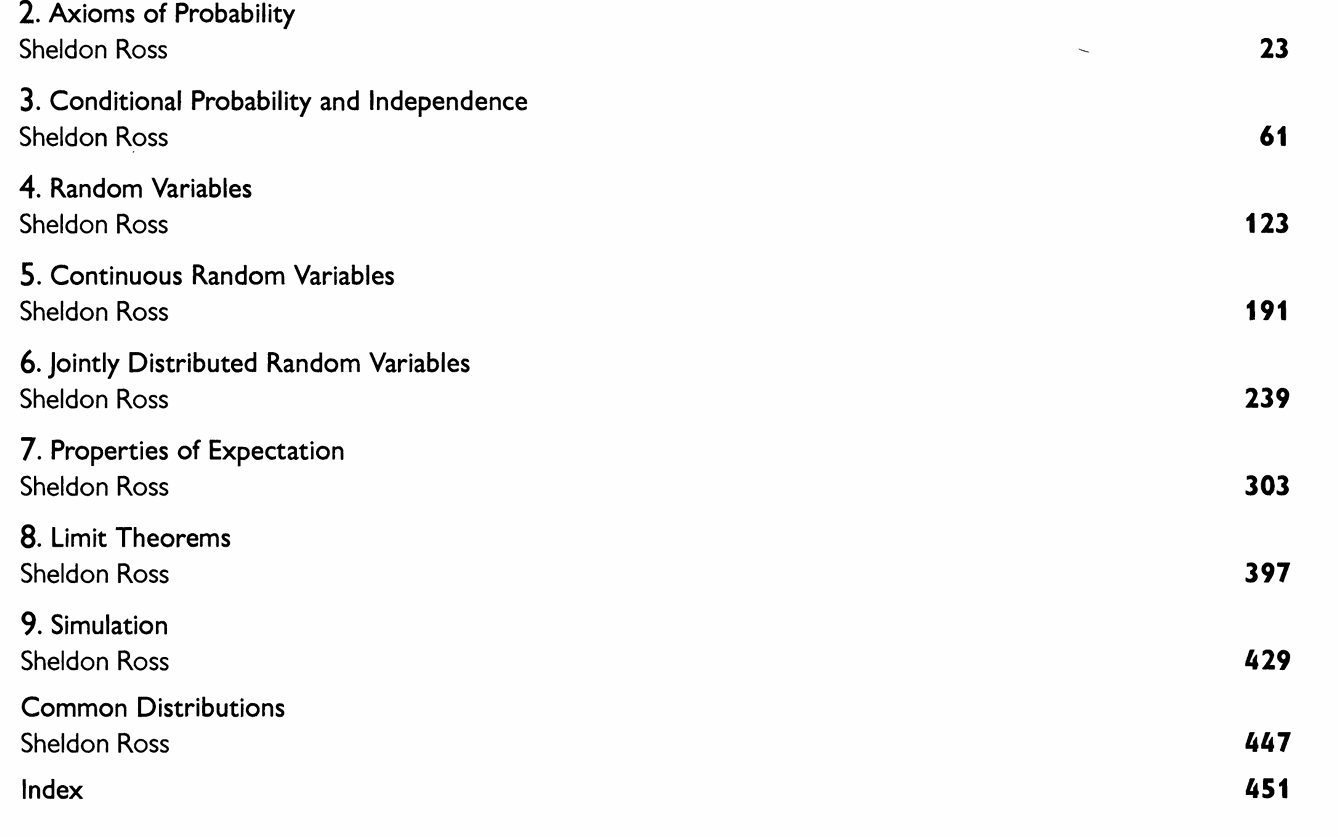 2. Axioms of Probability
Sheldon Ross 23
3. Conditional Probability and Independence
Sheldon Ross 61
4. Random Variables
Sheldon Ross 123
5. Continuous Random Variables
Sheldon Ross 191
6. Jointly Distributed Random Variables
Sheldon Ross 239
7. Properties of Expectation
Sheldon Ross 303
8. Limit Theorems
Sheldon Ross 397
9. Simulation
Sheldon Ross 429
Common Distributions
Sheldon Ross 447
Index 451